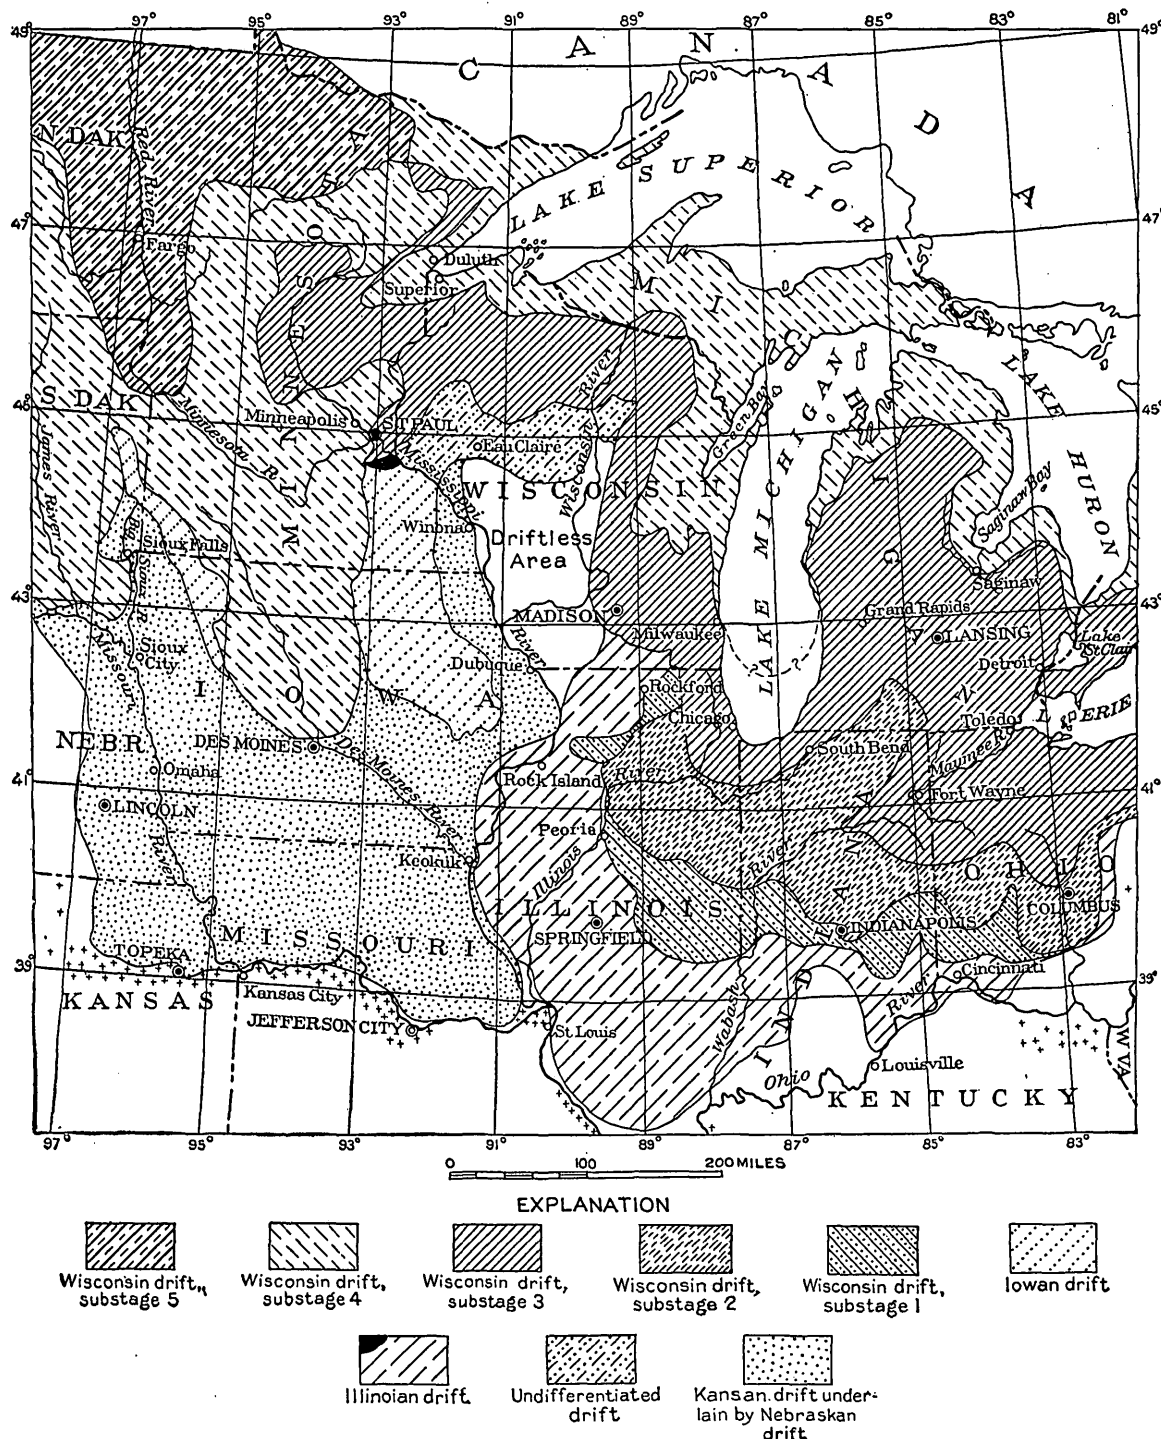 97° 95° 93° 91° 89° 87° 85° 83° 81°
49° 49°
C A N A D A
N DAK
Red River
LAKE SUPERIOR
47° 47°
Fargo
Duluth
Superior
MINNESOTA
MICHIGAN
LAKE HURON
S DAK
45° 45°
Minnesota R.
Minneapolis
ST PAUL
Eau Claire
Wisconsin River
Green Bay
LAKE MICHIGAN
James River
Mississippi River
WISCONSIN
Winona
Driftless
Area
Saginaw Bay
Big Sioux R.
Sioux Falls
Saginaw
43° 43°
MADISON
Milwaukee
Grand Rapids
LANSING
Lake
St Clair
Missouri River
Sioux
City
Dubuque
Detroit
IOWA
Rockford
Chicago
Toledo
L. ERIE
NEBR.
DES MOINES
Des Moines River
South Bend
Maumee R.
Omaha
Rock Island
41° 41°
LINCOLN
Fort Wayne
Peoria
Keokuk
Illinois River
INDIANA
OHIO
ILLINOIS
COLUMBUS
MISSOURI
SPRINGFIELD
INDIANAPOLIS
TOPEKA
39° 39°
Cincinnati
KANSAS
Kansas City
Wabash River
JEFFERSON CITY
St Louis
W VA
Ohio River
Louisville
KENTUCKY
97° 95° 93° 91° 89° 87° 85° 83°
0 100 200 MILES
EXPLANATION
Wisconsin drift,
substage 5
Wisconsin drift,
substage 4
Wisconsin drift,
substage 3
Wisconsin drift,
substage 2
Wisconsin drift,
substage 1
Iowan drift
Illinoian drift
Undifferentiated
drift
Kansan drift under-
lain by Nebraskan
drift